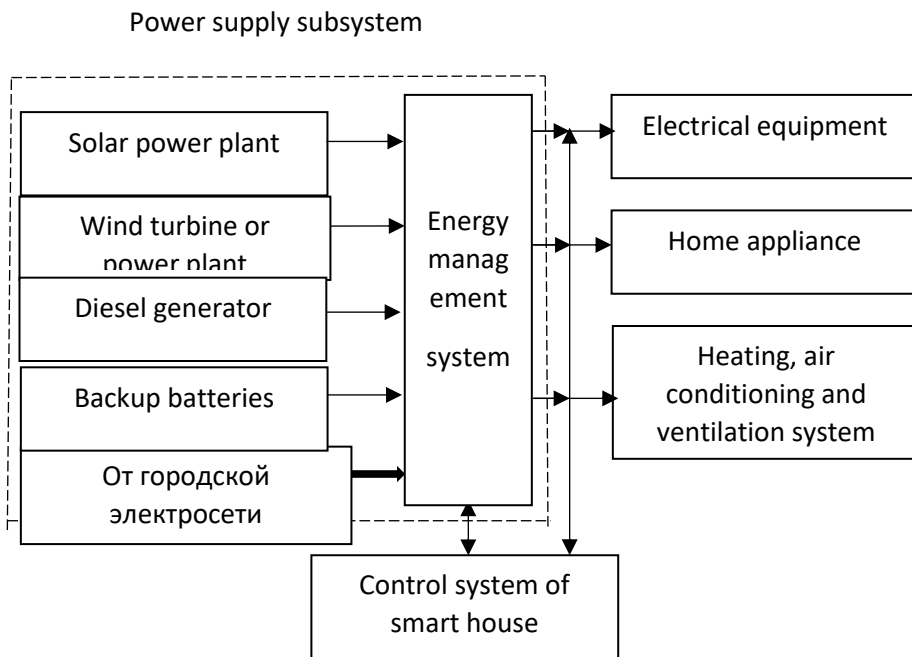 Power supply subsystem
Solar power plant
Wind turbine or
power plant
Diesel generator
Backup batteries
От городской
электросети
Energy
manag
ement
system
Electrical equipment
Home appliance
Heating, air
conditioning and
ventilation system
Control system of
smart house